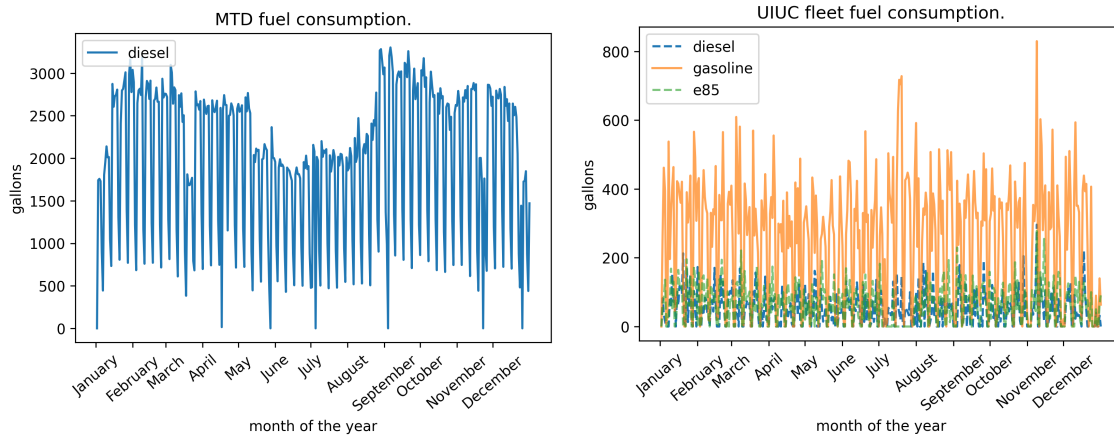 MTD fuel consumption.
diesel
gallons
3000
2500
2000
1500
1000
500
0
January
February
March
April
May
June
July
August
September
October
November
December
month of the year
UIUC fleet fuel consumption.
diesel
gasoline
e85
gallons
800
600
400
200
0
January
February
March
April
May
June
July
August
September
October
November
December
month of the year